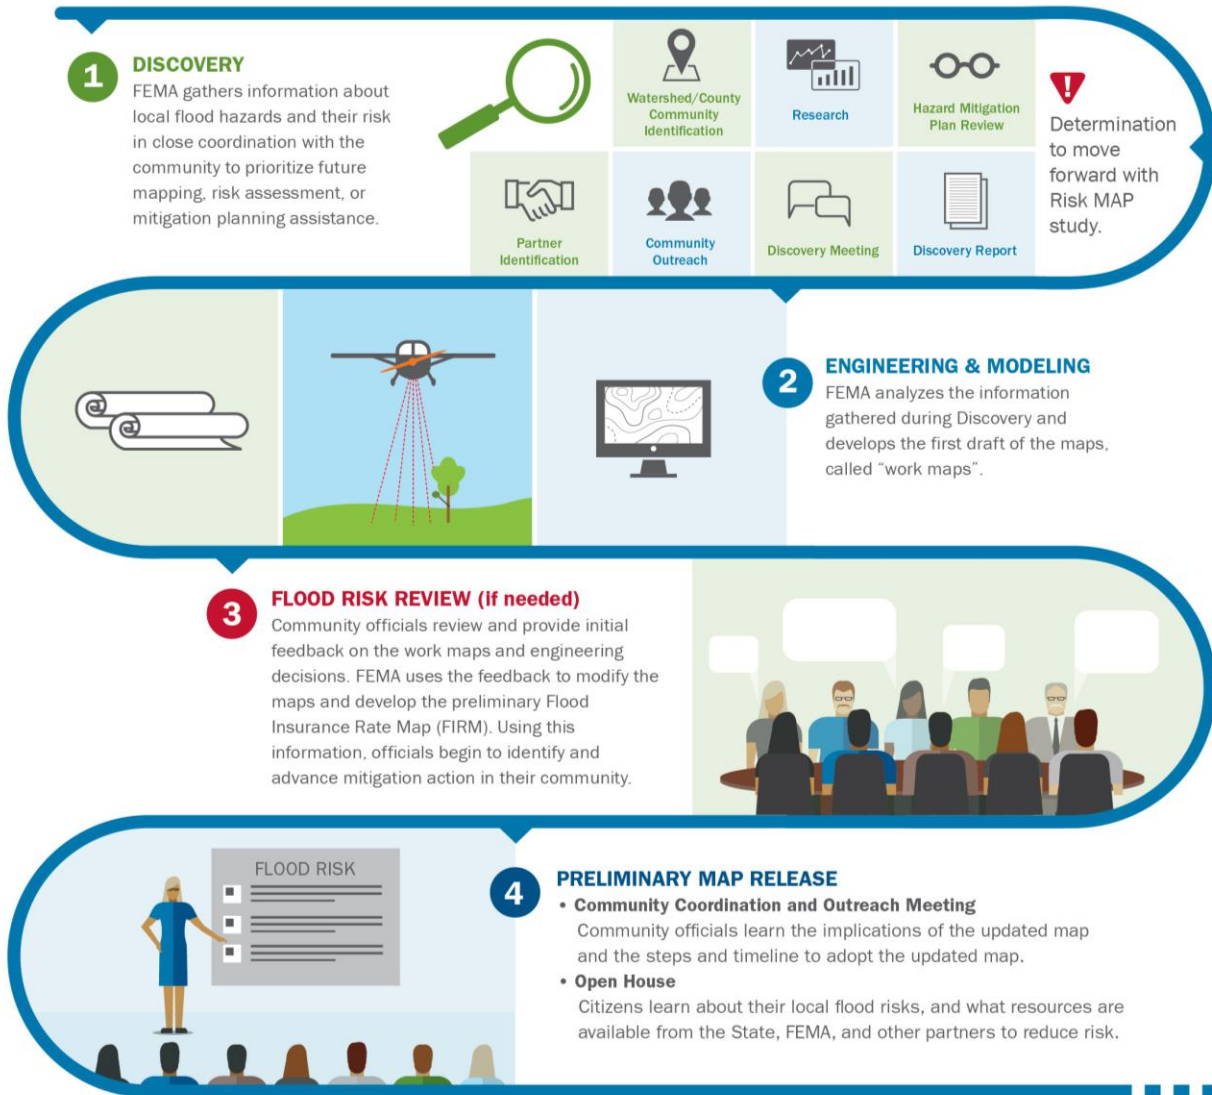 1
DISCOVERY
FEMA gathers information about
local flood hazards and their risk
in close coordination with the
community to prioritize future
mapping, risk assessment, or
mitigation planning assistance.
Watershed/County
Community
Identification
Research
Hazard Mitigation
Plan Review
Partner
Identification
Community
Outreach
Discovery Meeting
Discovery Report
!
Determination
to move
forward with
Risk MAP
study.
2
ENGINEERING & MODELING
FEMA analyzes the information
gathered during Discovery and
develops the first draft of the maps,
called “work maps”.
3
FLOOD RISK REVIEW (if needed)
Community officials review and provide initial
feedback on the work maps and engineering
decisions. FEMA uses the feedback to modify the
maps and develop the preliminary Flood
Insurance Rate Map (FIRM). Using this
information, officials begin to identify and
advance mitigation action in their community.
FLOOD RISK
4
PRELIMINARY MAP RELEASE
• Community Coordination and Outreach Meeting
Community officials learn the implications of the updated map
and the steps and timeline to adopt the updated map.
• Open House
Citizens learn about their local flood risks, and what resources are
available from the State, FEMA, and other partners to reduce risk.